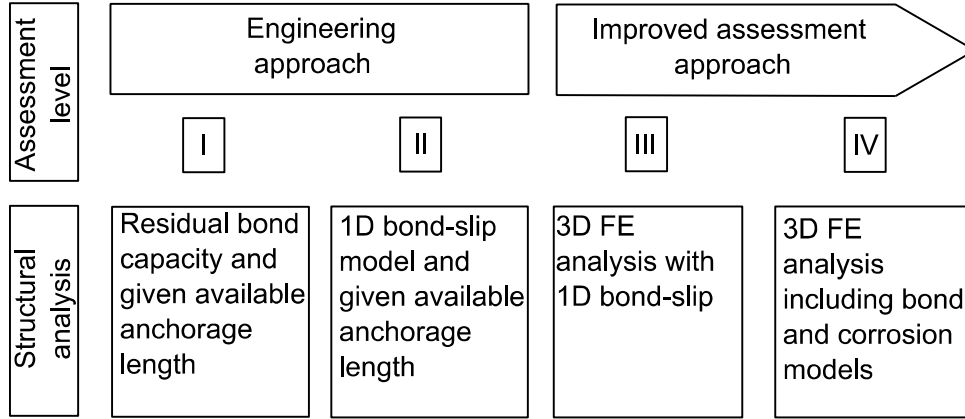 Assessment
level
Engineering
approach
Improved assessment
approach
I
II
III
IV
Structural
analysis
Residual bond
capacity and
given available
anchorage
length
1D bond-slip
model and
given available
anchorage
length
3D FE
analysis with
1D bond-slip
3D FE
analysis
including bond
and corrosion
models